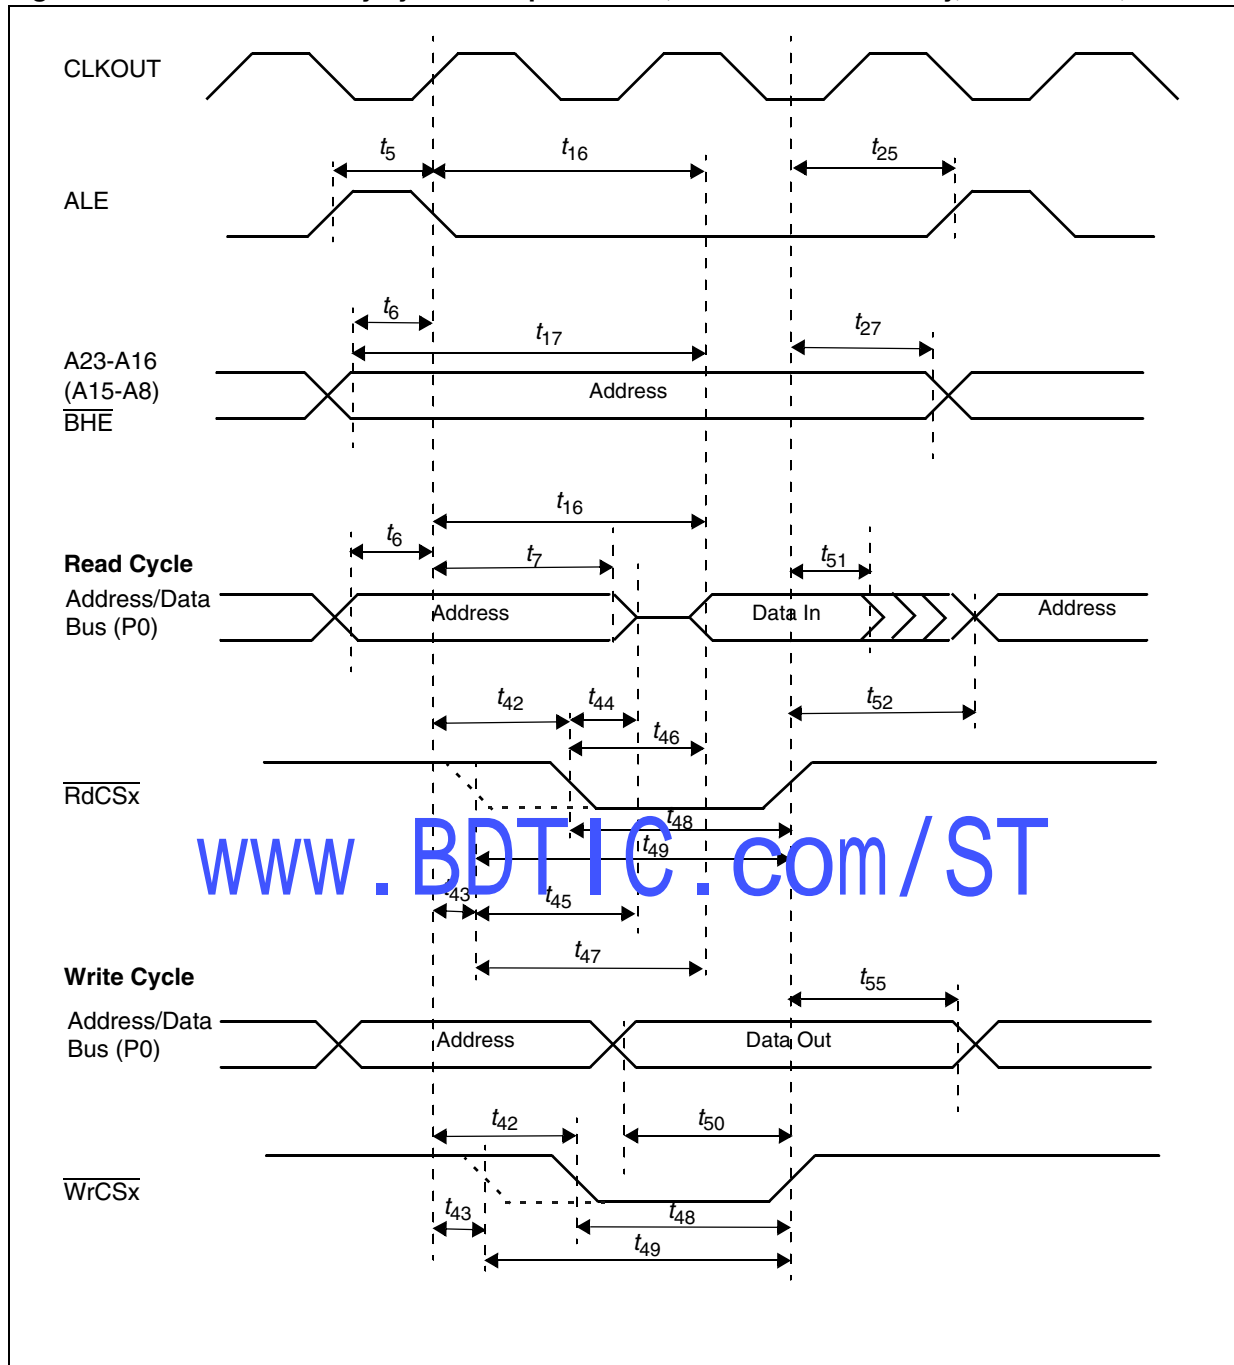 CLKOUT
t5 t16 t25
ALE
t6 t17 t27
A23-A16
(A15-A8)
BHE
Address
t16
t6 t7 t51
Read Cycle
Address/Data
Bus (P0)
Address Data In Address
t42 t44 t52
t46
RdCSx
t48
www.BDTIC.com/ST
t49
t43 t45
t47
Write Cycle
t55
Address/Data
Bus (P0)
Address Data Out
t42 t50
WrCSx
t43 t48
t49